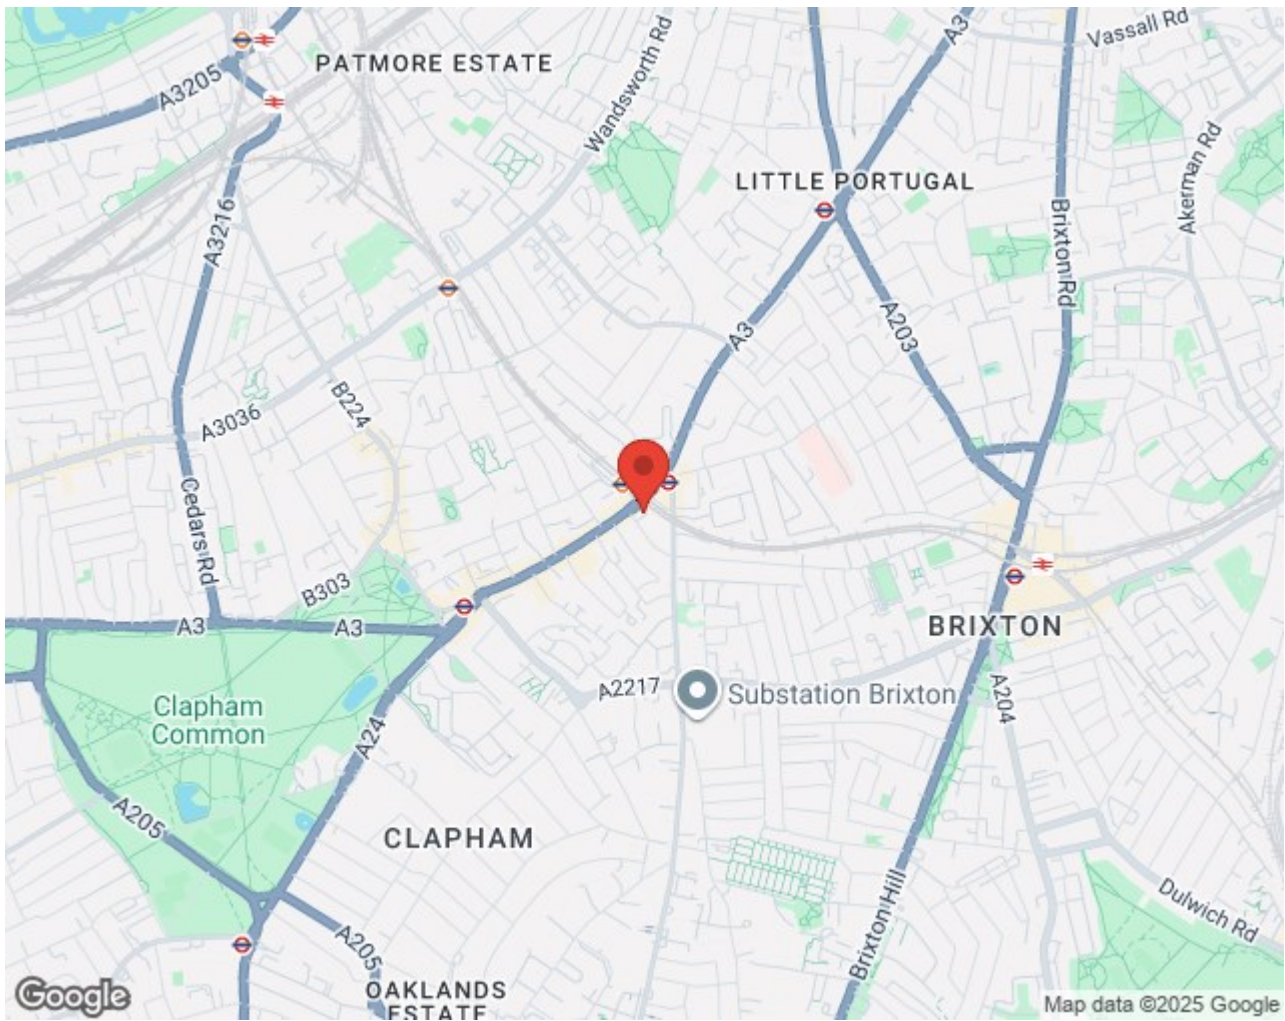 A3
Vassall Rd
Wandsworth Rd
PATMORE ESTATE
A3205
Akerman Rd
LITTLE PORTUGAL
A3216
Brixton Rd
A203
A3
B224
A3036
Cedars Rd
B303
A3
A3
BRIXTON
A2217
Substation Brixton
A204
Clapham
Common
A24
A205
CLAPHAM
Brixton Hill
Dulwich Rd
A205
OAKLANDS
ESTATE
Google
Map data ©2025 Google